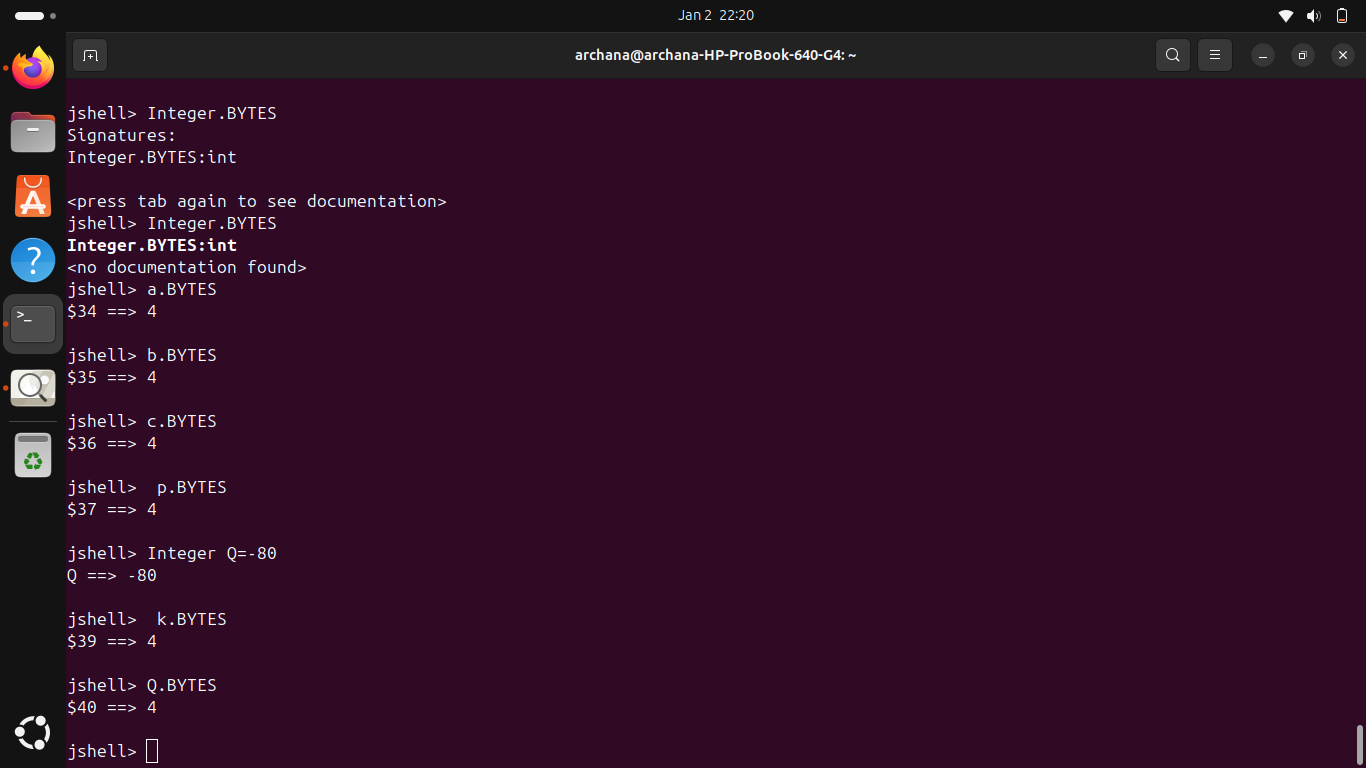 Jan 2 22:20
archana@archana-HP-ProBook-640-G4: ~
jshell> Integer.BYTES
Signatures:
Integer.BYTES:int
<press tab again to see documentation>
jshell> Integer.BYTES
Integer.BYTES:int
<no documentation found>
jshell> a.BYTES
$34 ==> 4
jshell> b.BYTES
$35 ==> 4
jshell> c.BYTES
$36 ==> 4
jshell>  p.BYTES
$37 ==> 4
jshell> Integer Q=-80
Q ==> -80
jshell>  k.BYTES
$39 ==> 4
jshell> Q.BYTES
$40 ==> 4
jshell>